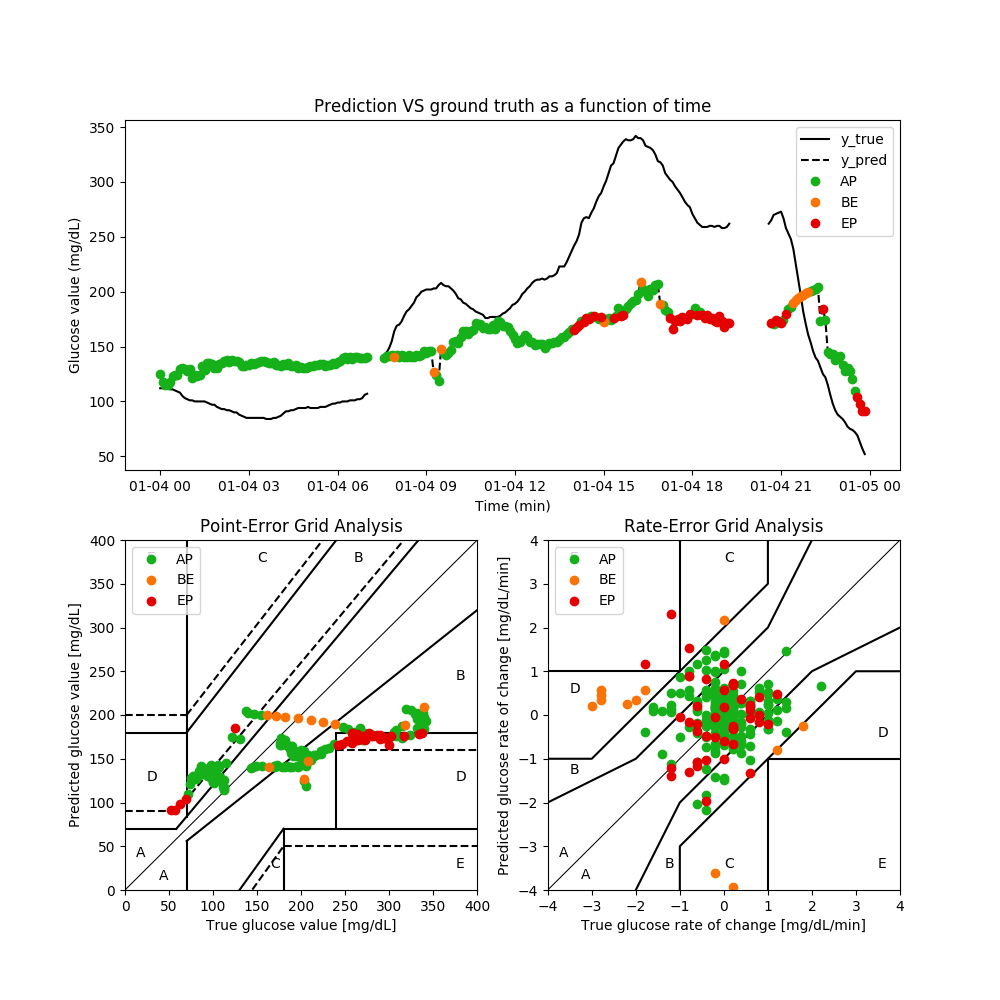 Prediction VS ground truth as a function of time
Glucose value (mg/dL)
350
300
250
200
150
100
50
y_true
y_pred
AP
BE
EP
01-04 00 01-04 03 01-04 06 01-04 09 01-04 12 01-04 15 01-04 18 01-04 21 01-05 00
Time (min)
Point-Error Grid Analysis
Predicted glucose value [mg/dL]
400
350
300
250
200
150
100
50
0
AP
BE
EP
C
B
B
D
D
A
A
C
E
0 50 100 150 200 250 300 350 400
True glucose value [mg/dL]
Rate-Error Grid Analysis
Predicted glucose rate of change [mg/dL/min]
4
3
2
1
0
−1
−2
−3
−4
AP
BE
EP
C
D
D
B
A
A
B
C
E
−4 −3 −2 −1 0 1 2 3 4
True glucose rate of change [mg/dL/min]